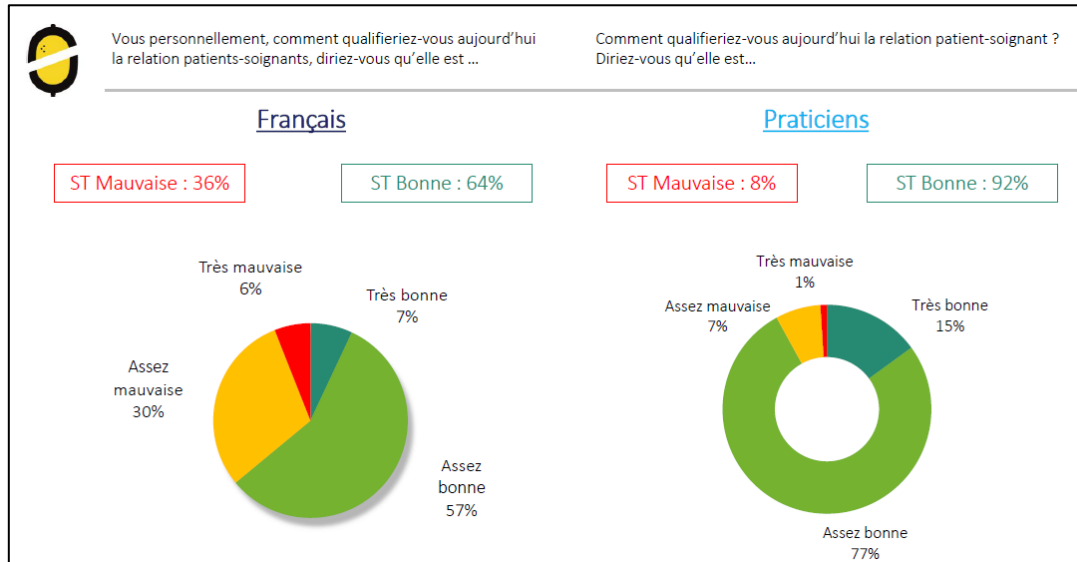 Vous personnellement, comment qualifieriez-vous aujourd'hui
la relation patients-soignants, diriez-vous qu'elle est ...
Comment qualifieriez-vous aujourd'hui la relation patient-soignant ?
Diriez-vous qu'elle est...
Français
ST Mauvaise : 36%
ST Bonne : 64%
Très mauvaise
6%
Très bonne
7%
Assez
mauvaise
30%
Assez
bonne
57%
Praticiens
ST Mauvaise : 8%
ST Bonne : 92%
Très mauvaise
1%
Assez mauvaise
7%
Très bonne
15%
Assez bonne
77%